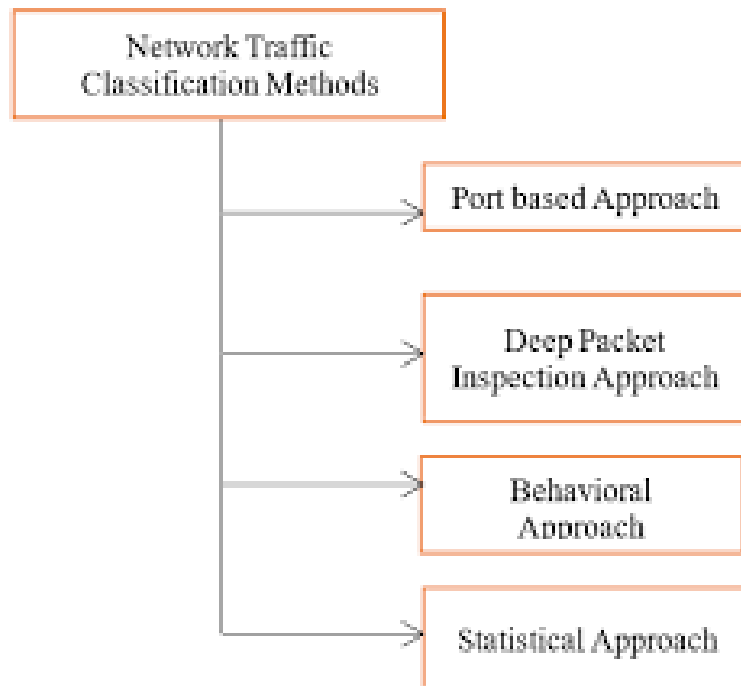 Network Traffic
Classification Methods
Port based Approach
Deep Packet
Inspection Approach
Behavioral
Approach
Statistical Approach